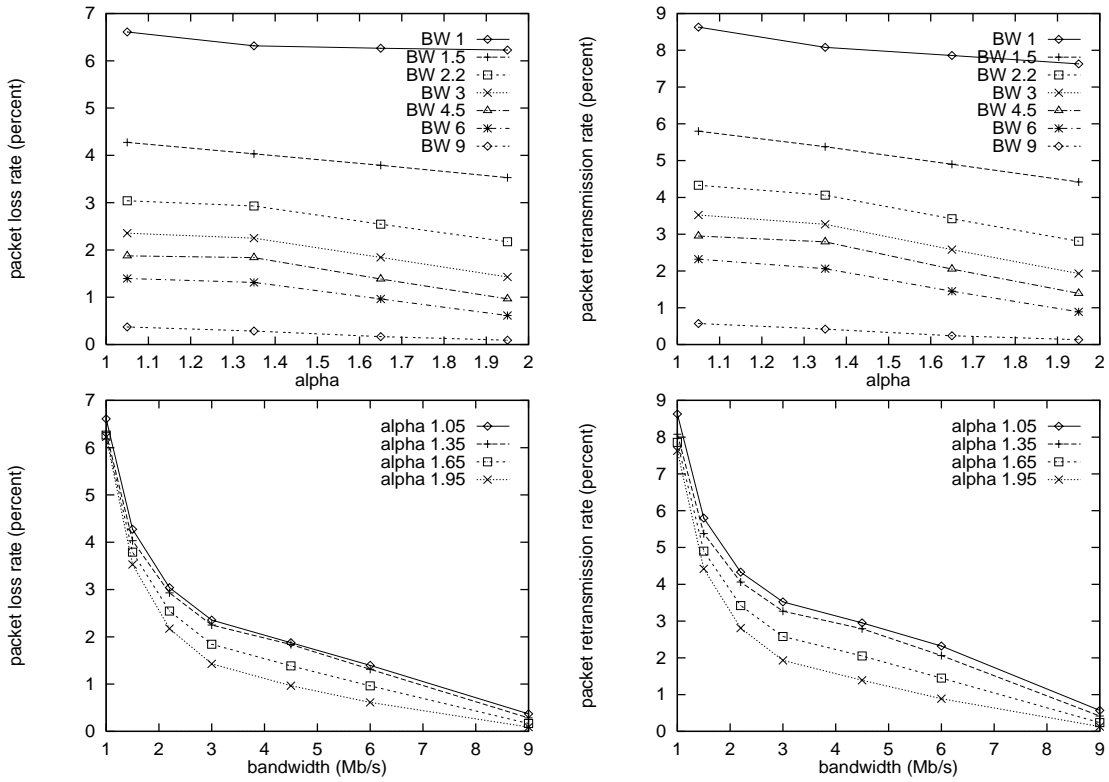 packet loss rate (percent)
7
6
5
4
3
2
1
0
BW 1
BW 1.5
BW 2.2
BW 3
BW 4.5
BW 6
BW 9
1 1.1 1.2 1.3 1.4 1.5 1.6 1.7 1.8 1.9 2
alpha
packet retransmission rate (percent)
9
8
7
6
5
4
3
2
1
0
BW 1
BW 1.5
BW 2.2
BW 3
BW 4.5
BW 6
BW 9
1 1.1 1.2 1.3 1.4 1.5 1.6 1.7 1.8 1.9 2
alpha
packet loss rate (percent)
7
6
5
4
3
2
1
0
alpha 1.05
alpha 1.35
alpha 1.65
alpha 1.95
1 2 3 4 5 6 7 8 9
bandwidth (Mb/s)
packet retransmission rate (percent)
9
8
7
6
5
4
3
2
1
0
alpha 1.05
alpha 1.35
alpha 1.65
alpha 1.95
1 2 3 4 5 6 7 8 9
bandwidth (Mb/s)